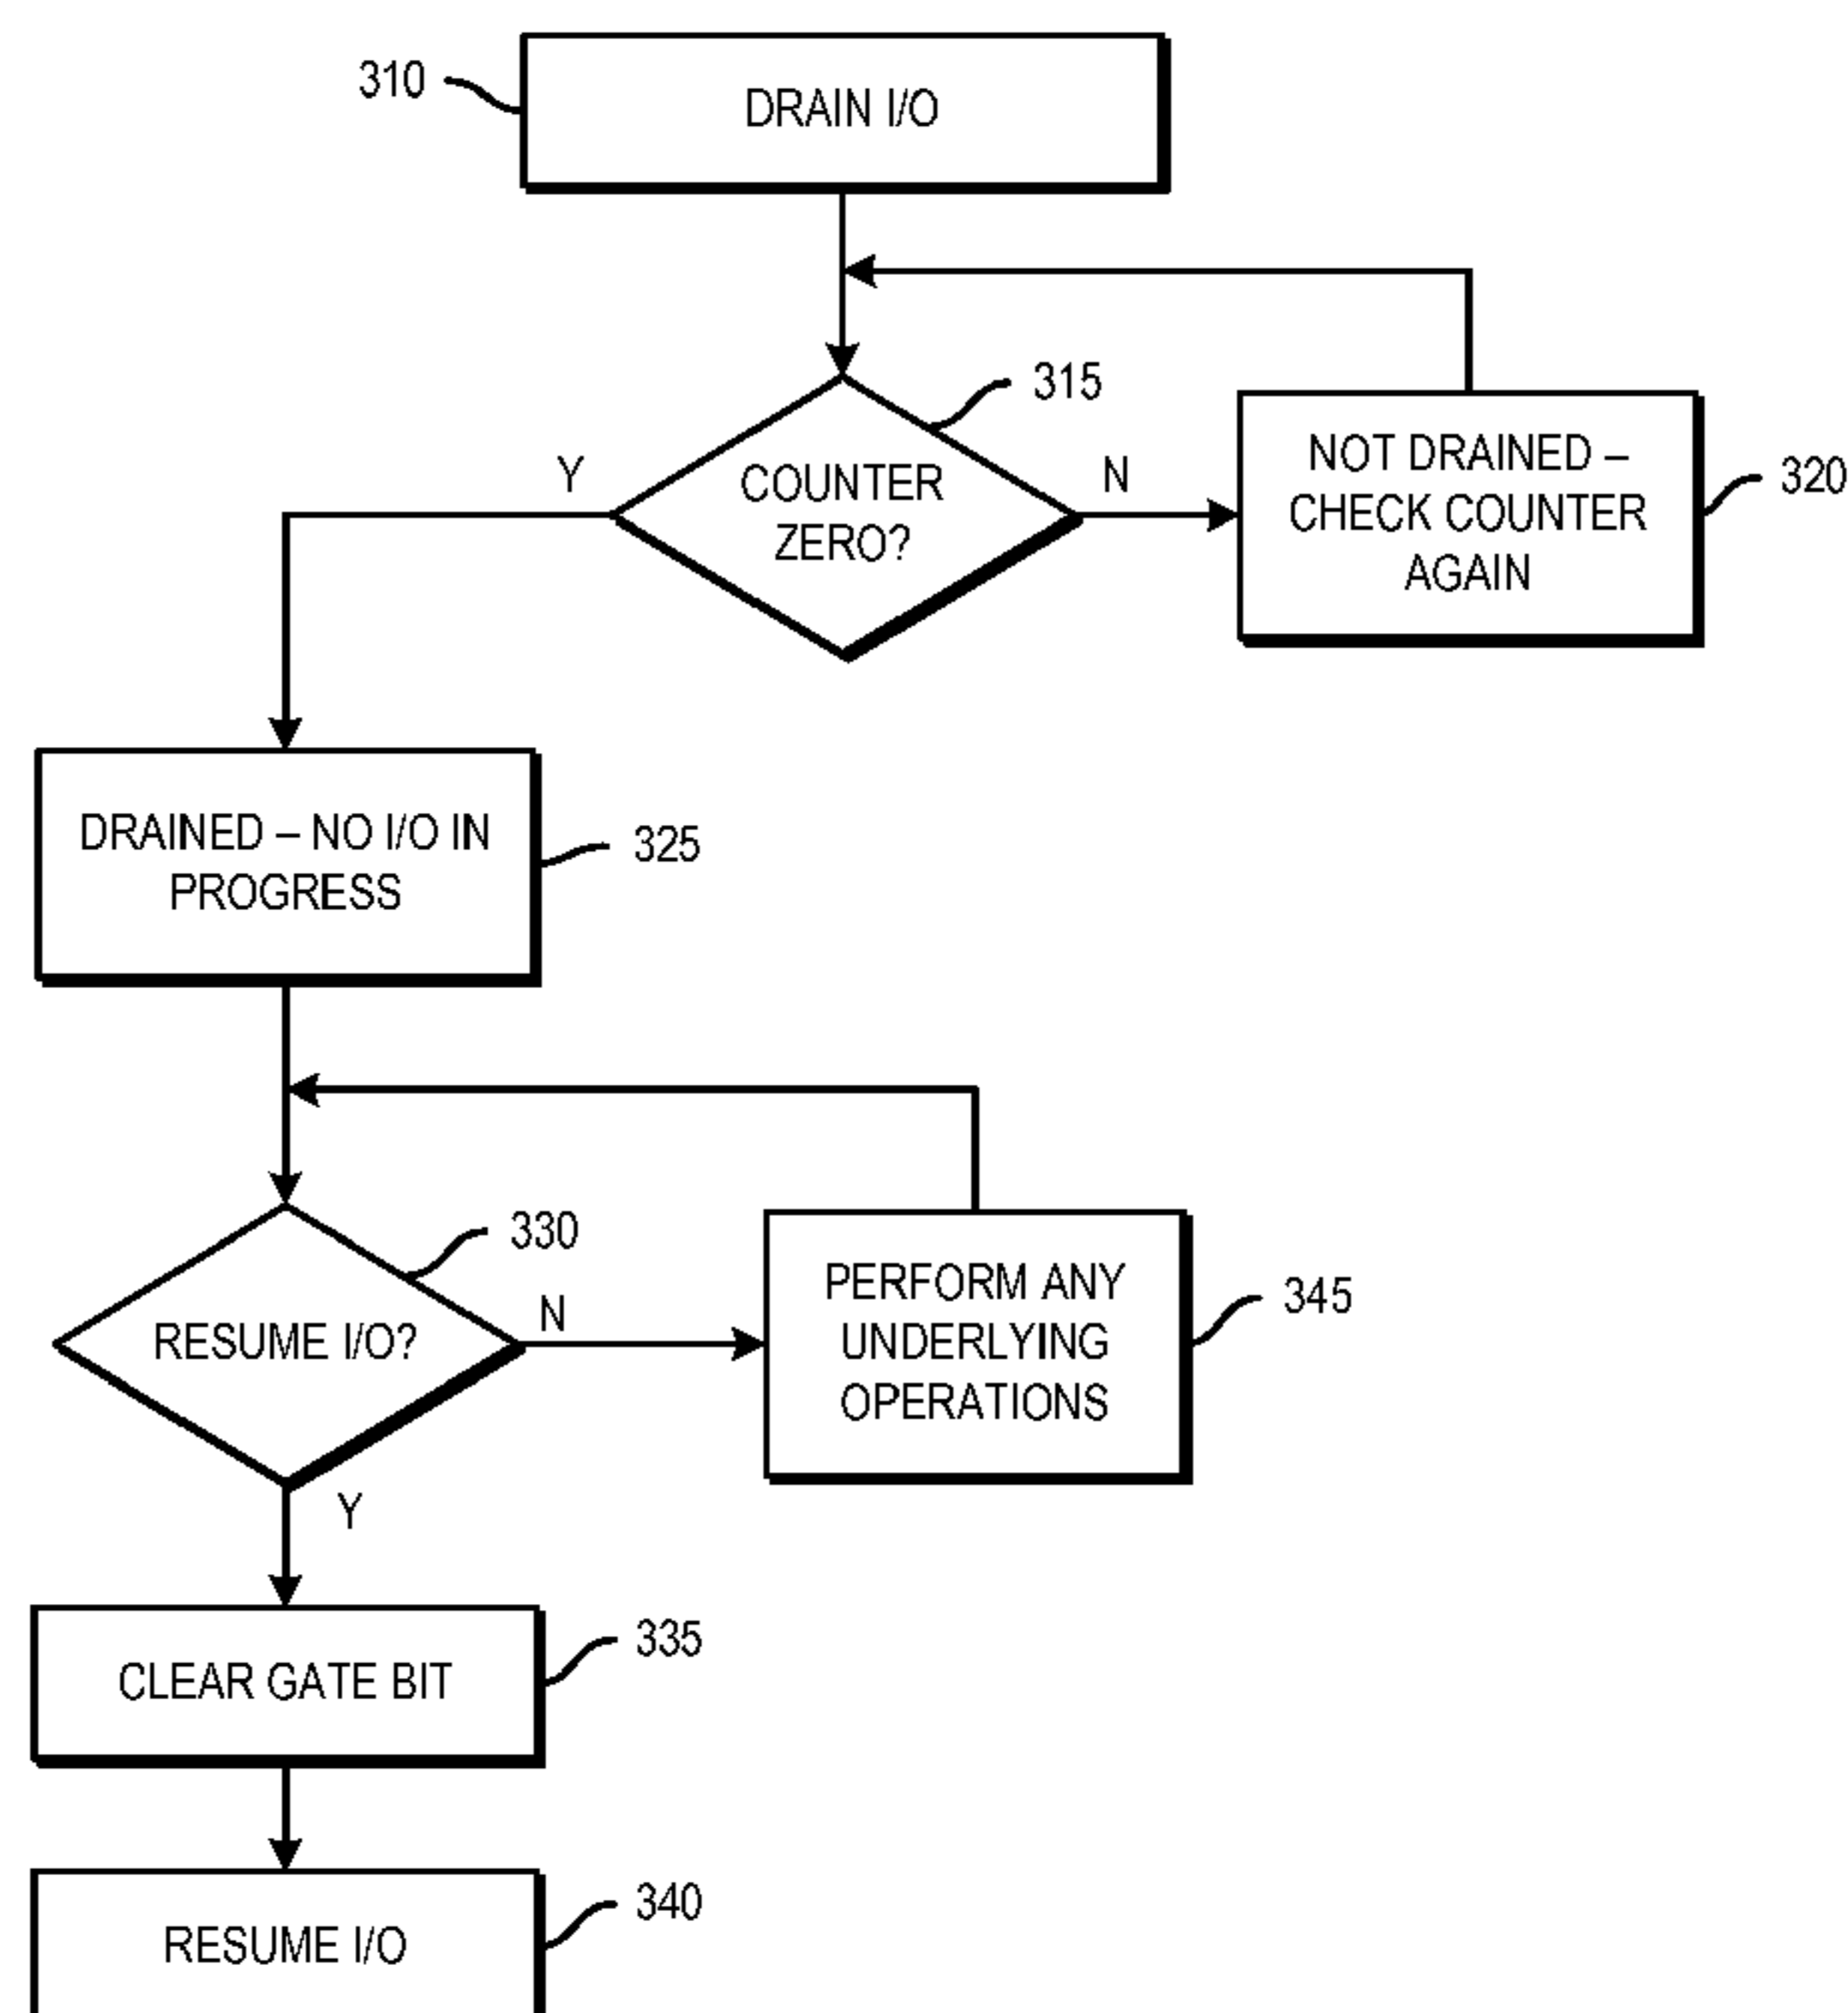 310
DRAIN I/O
315
COUNTER
ZERO?
Y
N
NOT DRAINED –
CHECK COUNTER
AGAIN
320
DRAINED – NO I/O IN
PROGRESS
325
330
RESUME I/O?
N
Y
PERFORM ANY
UNDERLYING
OPERATIONS
345
CLEAR GATE BIT
335
RESUME I/O
340